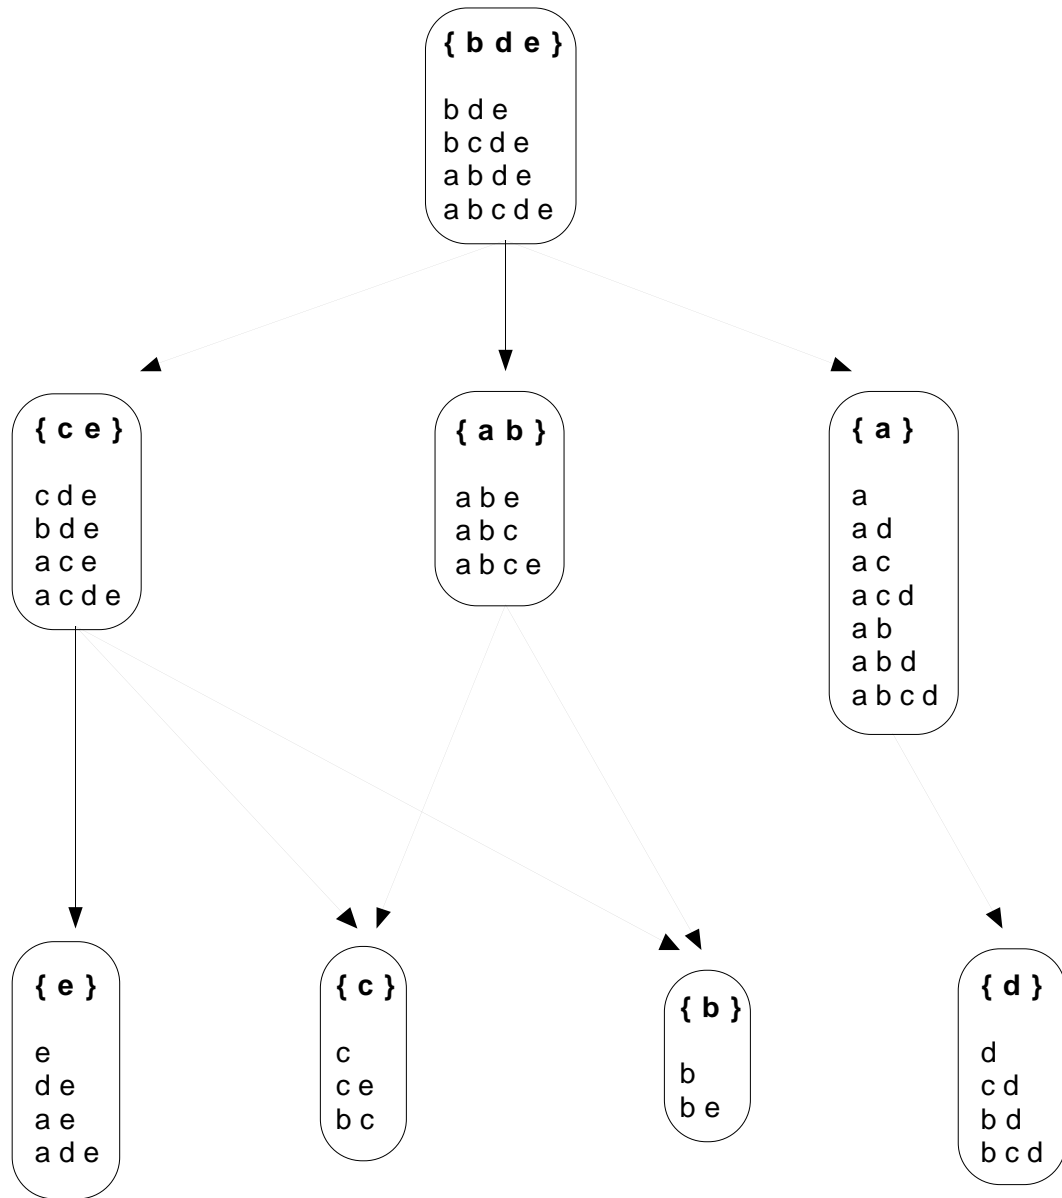 { b d e }
b d e
b c d e
a b d e
a b c d e
{ c e }
c d e
b d e
a c e
a c d e
{ a b }
a b e
a b c
a b c e
{ a }
a
a d
a c
a c d
a b
a b d
a b c d
{ e }
e
d e
a e
a d e
{ c }
c
c e
b c
{ b }
b
b e
{ d }
d
c d
b d
b c d